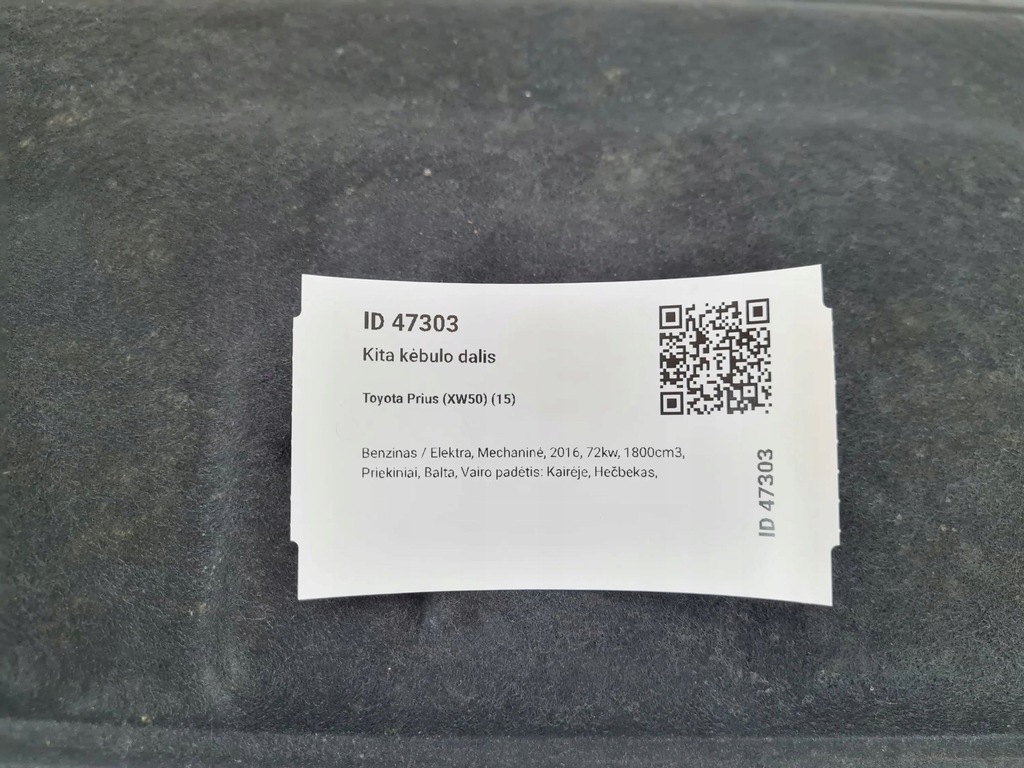 ID 47303
Kita kėbulo dalis
Toyota Prius (XW50) (15)
Benzinas / Elektra, Mechaninė, 2016, 72kw, 1800cm3,
Priekiniai, Balta, Vairo padėtis: Kairėje, Hečbekas,
ID 47303